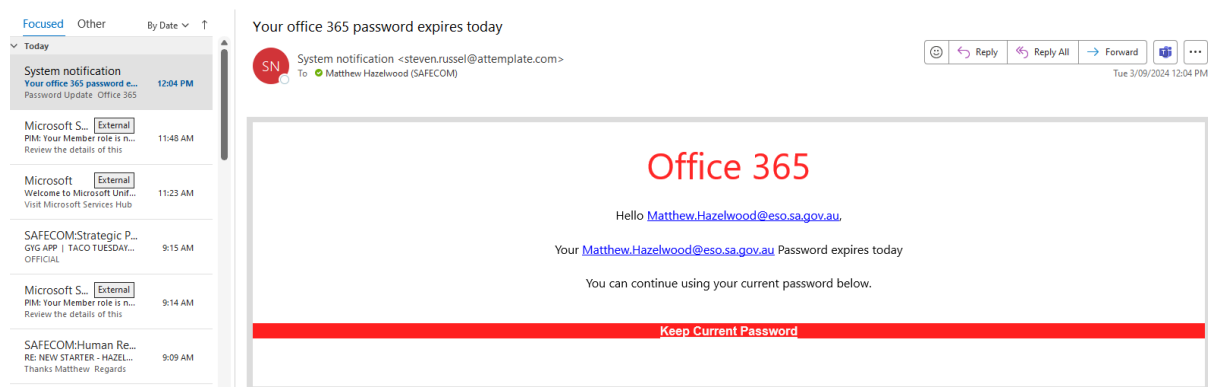 Focused Other By Date
Today
System notification
Your office 365 password e... 12:04 PM
Password Update Office 365
Microsoft S... External
PIM: Your Member role is n... 11:48 AM
Review the details of this
Microsoft External
Welcome to Microsoft Unif... 11:23 AM
Visit Microsoft Services Hub
SAFECOM:Strategic P...
GYG APP | TACO TUESDAY... 9:15 AM
OFFICIAL
Microsoft S... External
PIM: Your Member role is n... 9:14 AM
Review the details of this
SAFECOM:Human Re...
RE: NEW STARTER - HAZEL... 9:09 AM
Thanks Matthew Regards
Your office 365 password expires today
SN
System notification <steven.russel@attemplate.com>
To Matthew Hazelwood (SAFECOM)
Reply Reply All Forward
Tue 3/09/2024 12:04 PM
Office 365
Hello Matthew.Hazelwood@eso.sa.gov.au,
Your Matthew.Hazelwood@eso.sa.gov.au Password expires today
You can continue using your current password below.
Keep Current Password